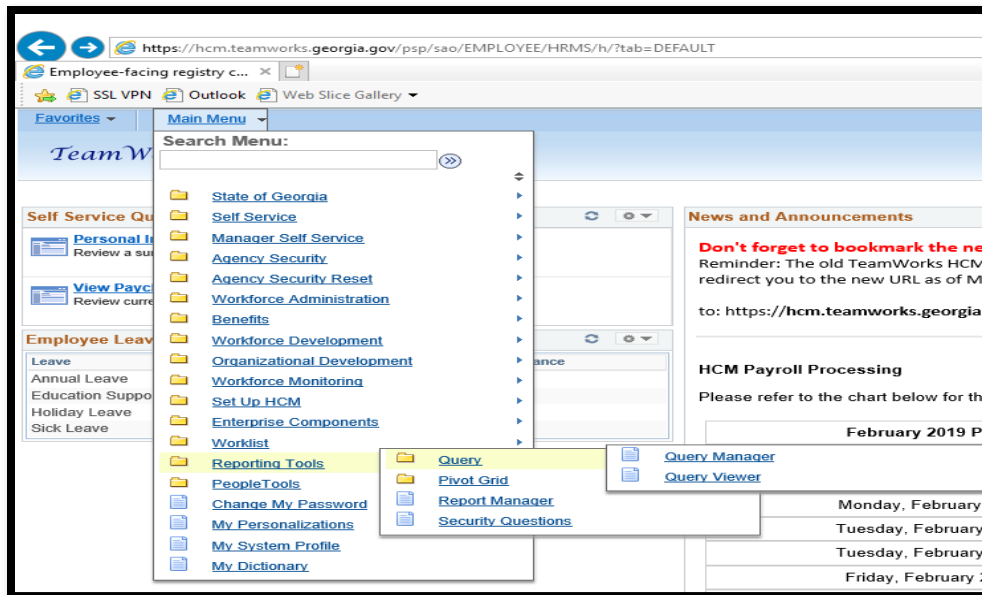 https://hcm.teamworks.georgia.gov/psp/sao/EMPLOYEE/HRMS/h/?tab=DEFAULT
Employee-facing registry c...
SSL VPN Outlook Web Slice Gallery
Favorites Main Menu
TeamW
Search Menu:
State of Georgia
Self Service
Manager Self Service
Agency Security
Agency Security Reset
Workforce Administration
Benefits
Workforce Development
Organizational Development
Workforce Monitoring
Set Up HCM
Enterprise Components
Worklist
Reporting Tools
PeopleTools
Change My Password
My Personalizations
My System Profile
My Dictionary
Query
Pivot Grid
Report Manager
Security Questions
Query Manager
Query Viewer
Self Service Qu
Personal I
Review a su
View Payc
Review curre
Employee Leav
Leave ance
Annual Leave
Education Suppo
Holiday Leave
Sick Leave
News and Announcements
Don't forget to bookmark the ne
Reminder: The old TeamWorks HCM
redirect you to the new URL as of M
to: https://hcm.teamworks.georgia
HCM Payroll Processing
Please refer to the chart below for th
February 2019 P
Monday, February
Tuesday, February
Tuesday, February
Friday, February